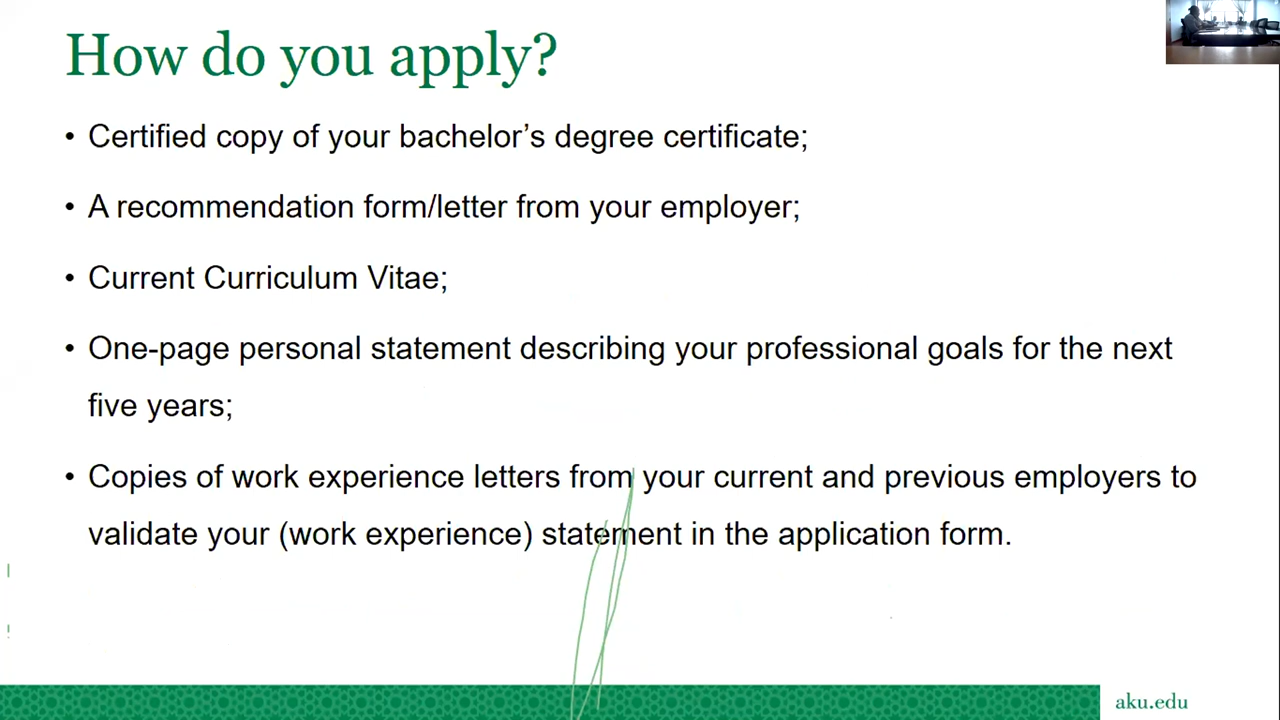 How do you apply?
• Certified copy of your bachelor’s degree certificate;
• A recommendation form/letter from your employer;
• Current Curriculum Vitae;
• One-page personal statement describing your professional goals for the next
five years;
• Copies of work experience letters from your current and previous employers to
validate your (work experience) statement in the application form.
aku.edu